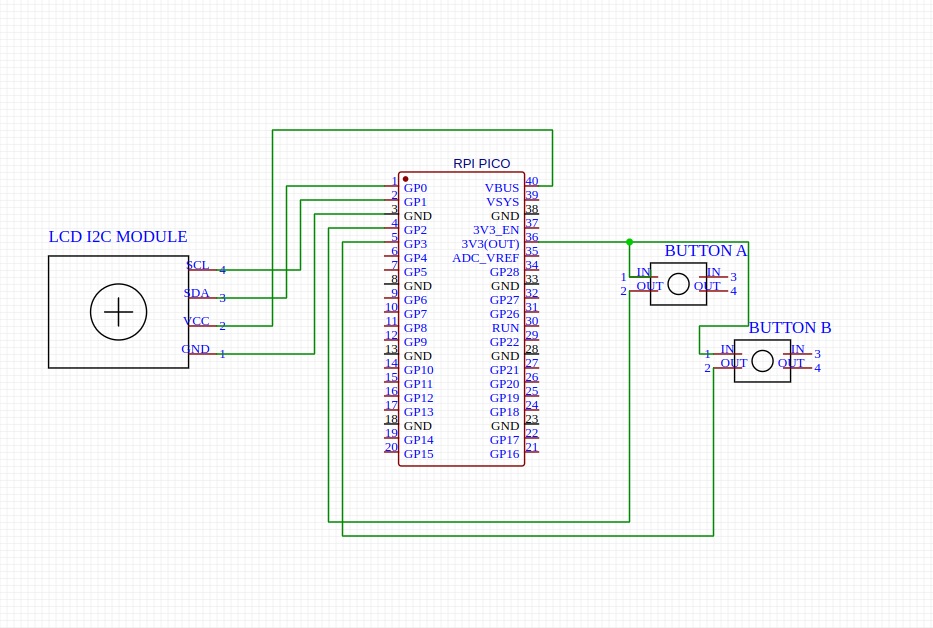 RPI PICO
LCD I2C MODULE
SCL 4
SDA 3
VCC 2
GND 1
1 GP0 VBUS 40
2 GP1 VSYS 39
3 GND GND 38
4 GP2 3V3_EN 37
5 GP3 3V3(OUT) 36
6 GP4 ADC_VREF 35
7 GP5 GP28 34
8 GND GND 33
9 GP6 GP27 32
10 GP7 GP26 31
11 GP8 RUN 30
12 GP9 GP22 29
13 GND GND 28
14 GP10 GP21 27
15 GP11 GP20 26
16 GP12 GP19 25
17 GP13 GP18 24
18 GND GND 23
19 GP14 GP17 22
20 GP15 GP16 21
BUTTON A
1 IN IN 3
2 OUT OUT 4
BUTTON B
1 IN IN 3
2 OUT OUT 4